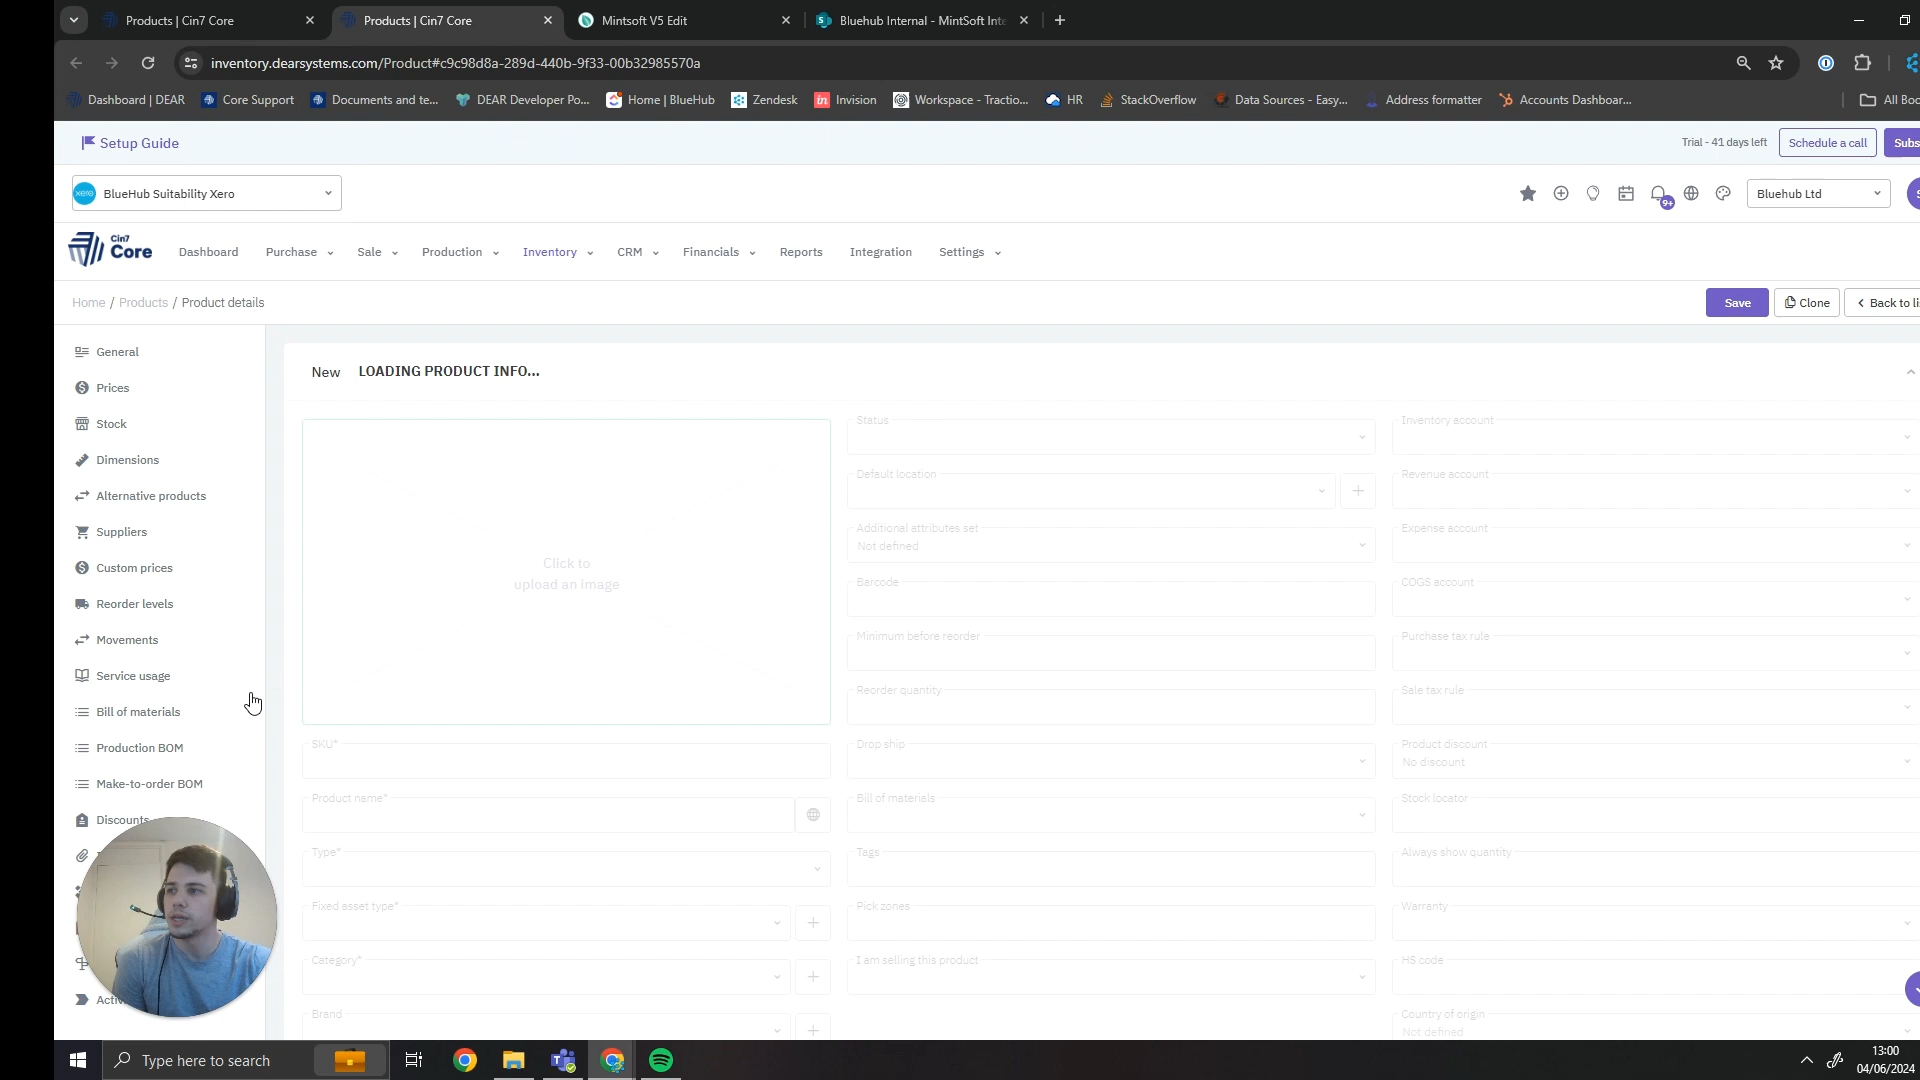 Products | Cin7 Core
Products | Cin7 Core
Mintsoft V5 Edit
Bluehub Internal - MintSoft Inte
inventory.dearsystems.com/Product#c9c98d8a-289d-440b-9f33-00b32985570a
Dashboard | DEAR
Core Support
Documents and te...
DEAR Developer Po...
Home | BlueHub
Zendesk
in Invision
Workspace - Tractio...
HR
StackOverflow
Data Sources - Easy...
Address formatter
Accounts Dashboar...
All Boo
Setup Guide
Trial - 41 days left
Schedule a call
Subs
xero BlueHub Suitability Xero
9+
Bluehub Ltd
Cin7
Core
Dashboard
Purchase
Sale
Production
Inventory
CRM
Financials
Reports
Integration
Settings
Home / Products / Product details
Save
Clone
Back to li
General
Prices
Stock
Dimensions
Alternative products
Suppliers
Custom prices
Reorder levels
Movements
Service usage
Bill of materials
Production BOM
Make-to-order BOM
Discounts
New LOADING PRODUCT INFO...
Click to
upload an image
SKU*
Product name*
Type*
Fixed asset type*
Category*
Brand
Status
Default location
Additional attributes set
Not defined
Barcode
Minimum before reorder
Reorder quantity
Drop ship
Bill of materials
Tags
Pick zones
I am selling this product
Inventory account
Revenue account
Expense account
COGS account
Purchase tax rule
Sale tax rule
Product discount
No discount
Stock locator
Always show quantity
Warranty
HS code
Country of origin
Not defined
Type here to search
13:00
04/06/2024